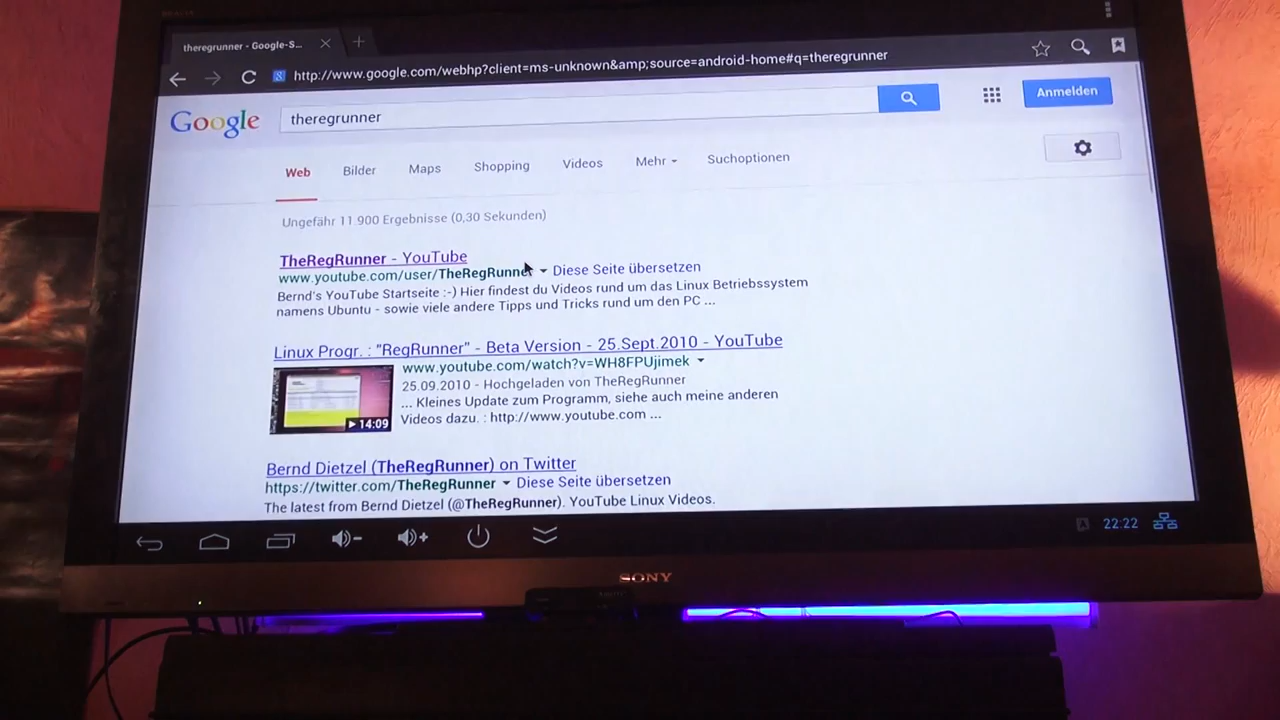 theregrunner - Google-S...
http://www.google.com/webhp?client=ms-unknown&amp;source=android-home#q=theregrunner
Google
theregrunner
Anmelden
Web Bilder Maps Shopping Videos Mehr Suchoptionen
Ungefähr 11.900 Ergebnisse (0,30 Sekunden)
TheRegRunner - YouTube
www.youtube.com/user/TheRegRunner Diese Seite übersetzen
Bernd's YouTube Startseite :-) Hier findest du Videos rund um das Linux Betriebssystem
namens Ubuntu - sowie viele andere Tipps und Tricks rund um den PC ...
Linux Progr. : "RegRunner" - Beta Version - 25.Sept.2010 - YouTube
www.youtube.com/watch?v=WH8FPUjimek
25.09.2010 - Hochgeladen von TheRegRunner
... Kleines Update zum Programm, siehe auch meine anderen
Videos dazu. : http://www.youtube.com ...
14:09
Bernd Dietzel (TheRegRunner) on Twitter
https://twitter.com/TheRegRunner Diese Seite übersetzen
The latest from Bernd Dietzel (@TheRegRunner). YouTube Linux Videos.
A 22:22
SONY